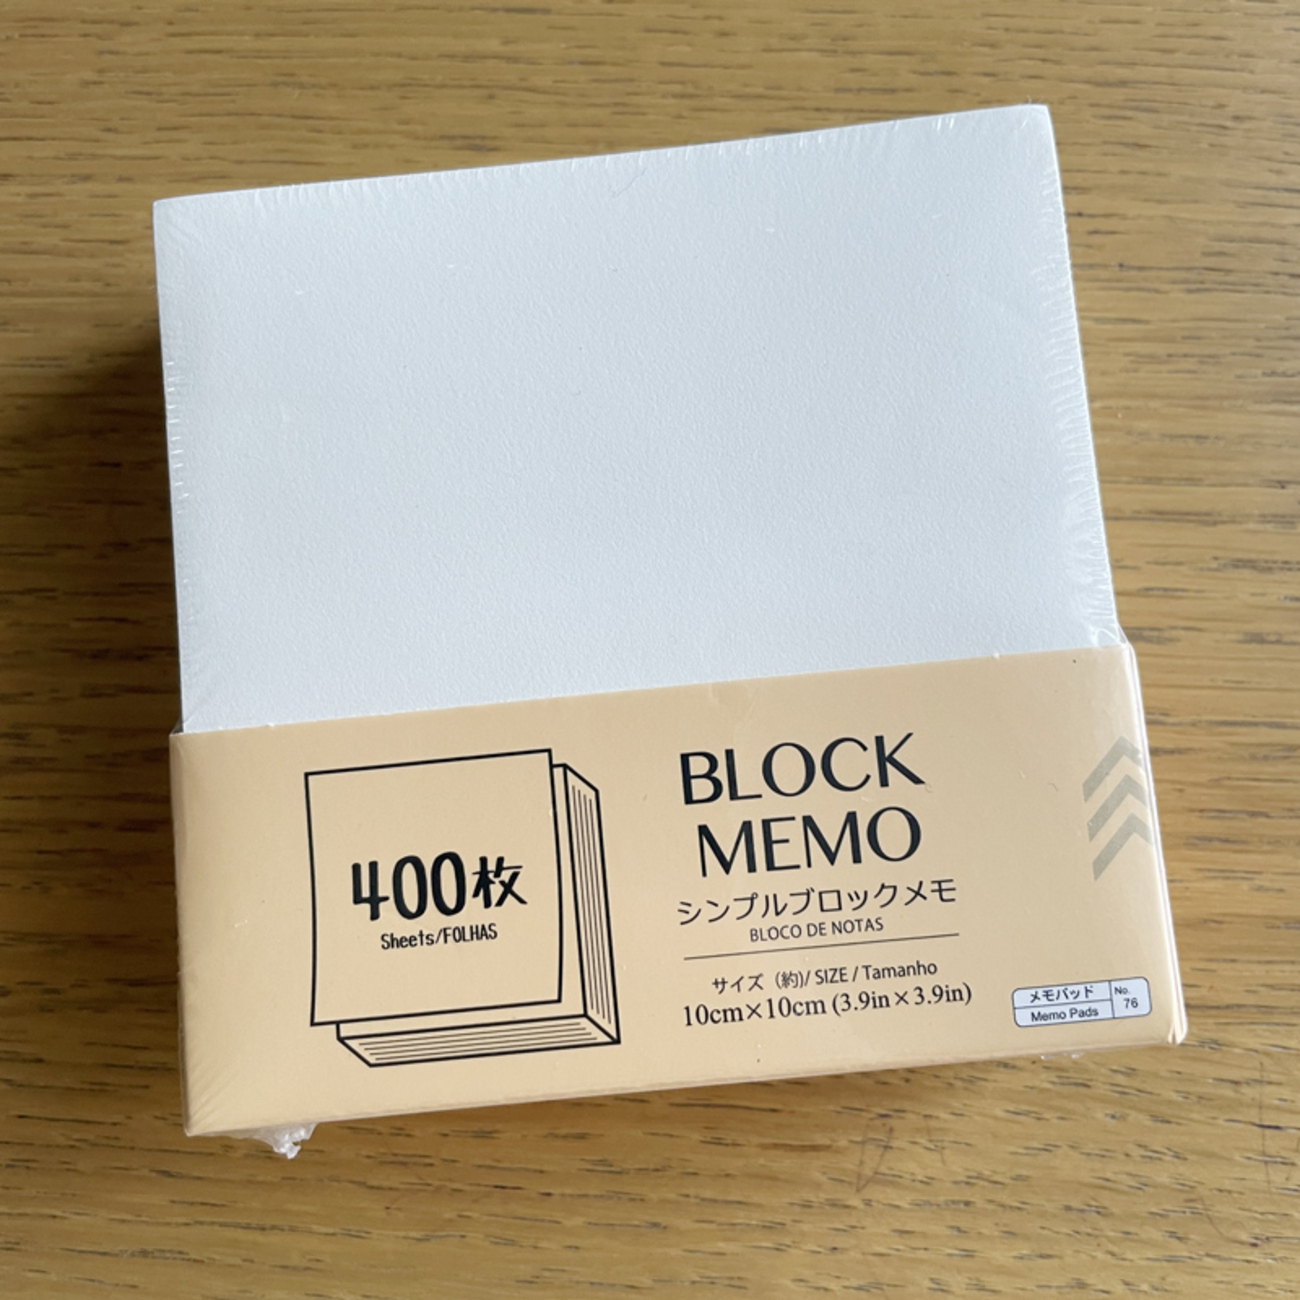 400枚
Sheets/FOLHAS
BLOCK
MEMO
シンプルブロックメモ
BLOCO DE NOTAS
サイズ（約）/ SIZE / Tamanho
10cm×10cm (3.9in×3.9in)
メモパッド
Memo Pads
No.
76